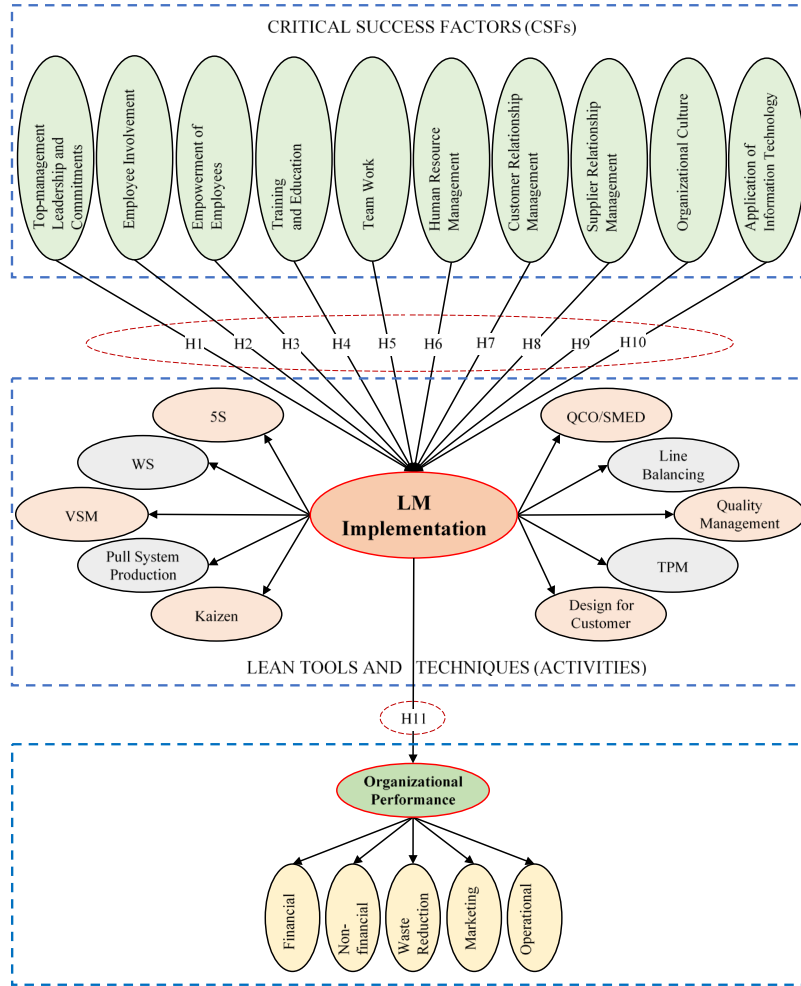 CRITICAL SUCCESS FACTORS (CSFs)
Top-management
Leadership and
Commitments
Employee Involvement
Empowerment of
Employees
Training
and Education
Team Work
Human Resource
Management
Customer Relationship
Management
Supplier Relationship
Management
Organizational Culture
Application of
Information Technology
H1
H2
H3
H4
H5
H6
H7
H8
H9
H10
5S
WS
VSM
Pull System
Production
Kaizen
LM
Implementation
QCO/SMED
Line
Balancing
Quality
Management
TPM
Design for
Customer
LEAN TOOLS AND TECHNIQUES (ACTIVITIES)
H11
Organizational
Performance
Financial
Non-
financial
Waste
Reduction
Marketing
Operational